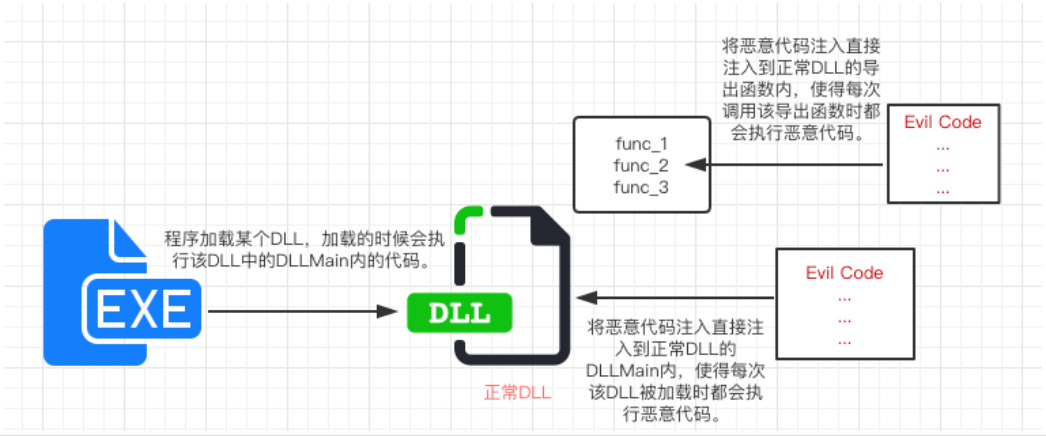 将恶意代码注入直接
注入到正常DLL的导
出函数内，使得每次
调用该导出函数时都
会执行恶意代码。
Evil Code
...
...
...
func_1
func_2
func_3
程序加载某个DLL，加载的时候会执
行该DLL中的DLLMain内的代码。
EXE
DLL
正常DLL
Evil Code
...
...
...
将恶意代码注入直接注
入到正常DLL的
DLLMain内，使得每次
该DLL被加载时都会执
行恶意代码。